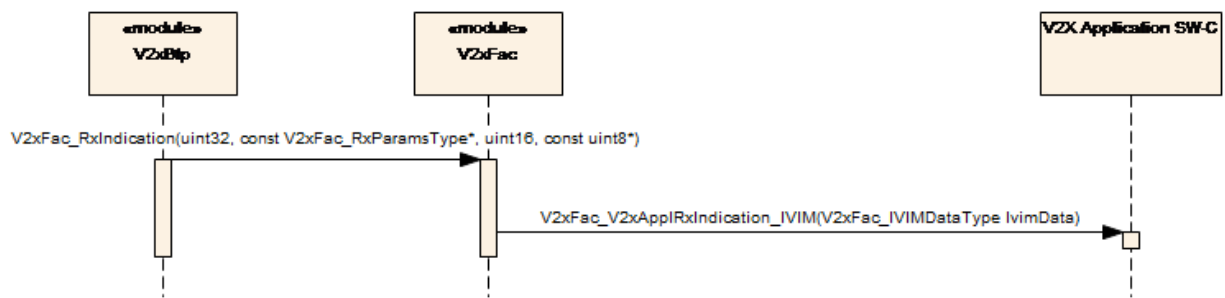 «module»
V2xBtp
«module»
V2xFac
V2X Application SW-C
V2xFac_RxIndication(uint32, const V2xFac_RxParamsType*, uint16, const uint8*)
V2xFac_V2xApplRxIndication_IVIM(V2xFac_IVIMDataType IvimData)